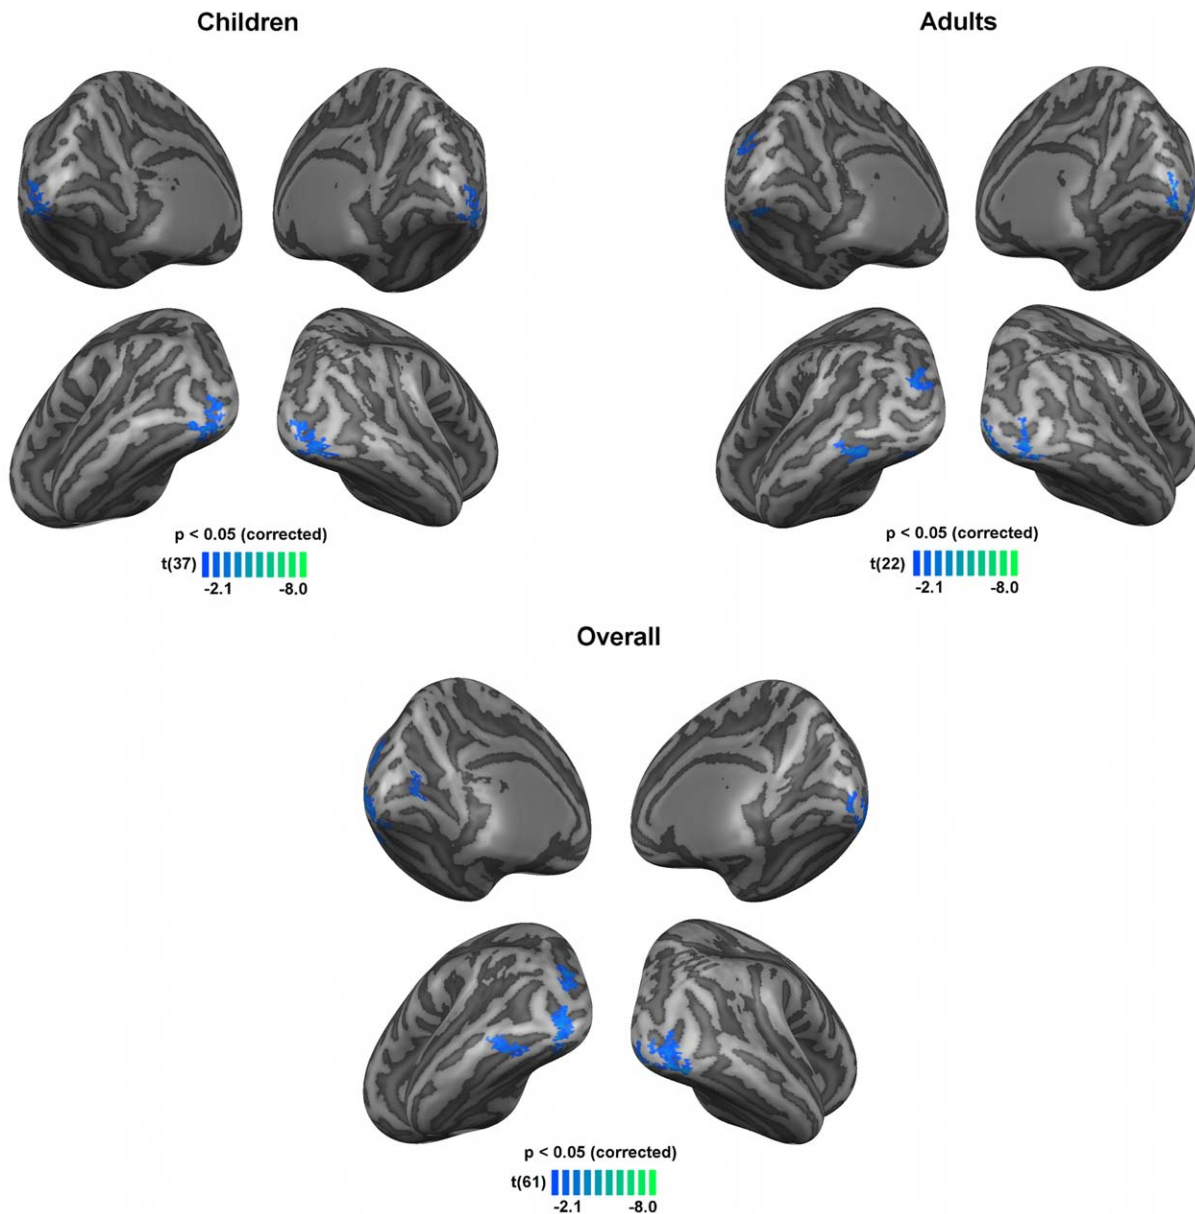 Children
Adults
p < 0.05 (corrected)
t(37)
-2.1 -8.0
p < 0.05 (corrected)
t(22)
-2.1 -8.0
Overall
p < 0.05 (corrected)
t(61)
-2.1 -8.0